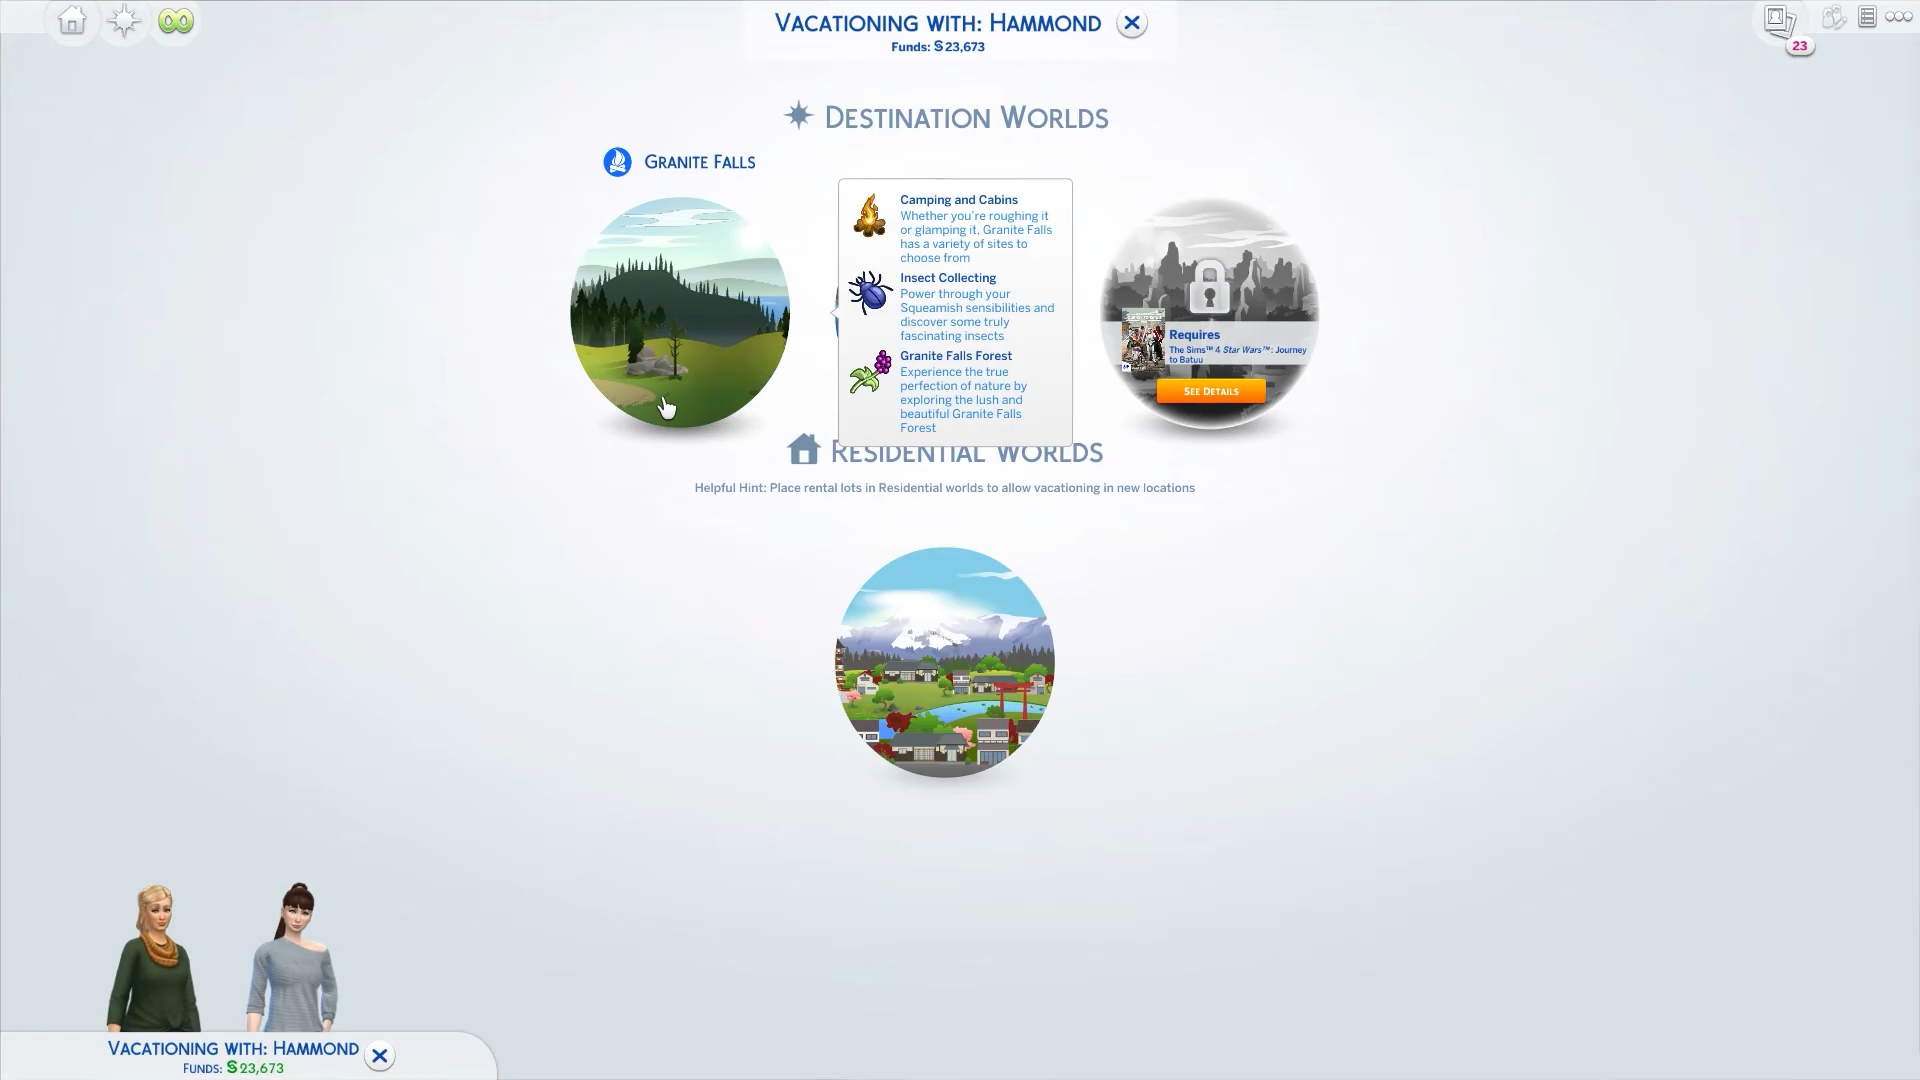 VACATIONING WITH: HAMMOND
Funds: §23,673
23
DESTINATION WORLDS
GRANITE FALLS
Camping and Cabins
Whether you're roughing it
or glamping it, Granite Falls
has a variety of sites to
choose from
Insect Collecting
Power through your
Squeamish sensibilities and
discover some truly
fascinating insects
Granite Falls Forest
Experience the true
perfection of nature by
exploring the lush and
beautiful Granite Falls
Forest
Requires
The Sims™ 4 Star Wars™: Journey
to Batuu
SEE DETAILS
RESIDENTIAL WORLDS
Helpful Hint: Place rental lots in Residential worlds to allow vacationing in new locations
VACATIONING WITH: HAMMOND
FUNDS: §23,673